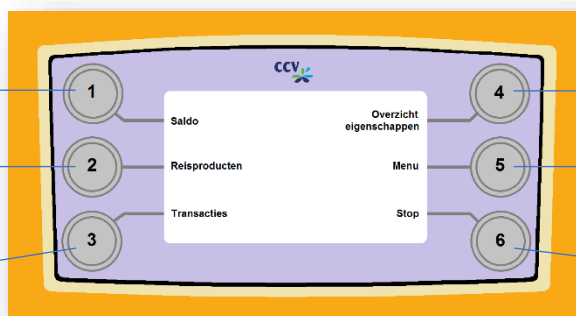 CCV
1
Saldo
2
Reisproducten
3
Transacties
4
Overzicht
eigenschappen
5
Menu
6
Stop